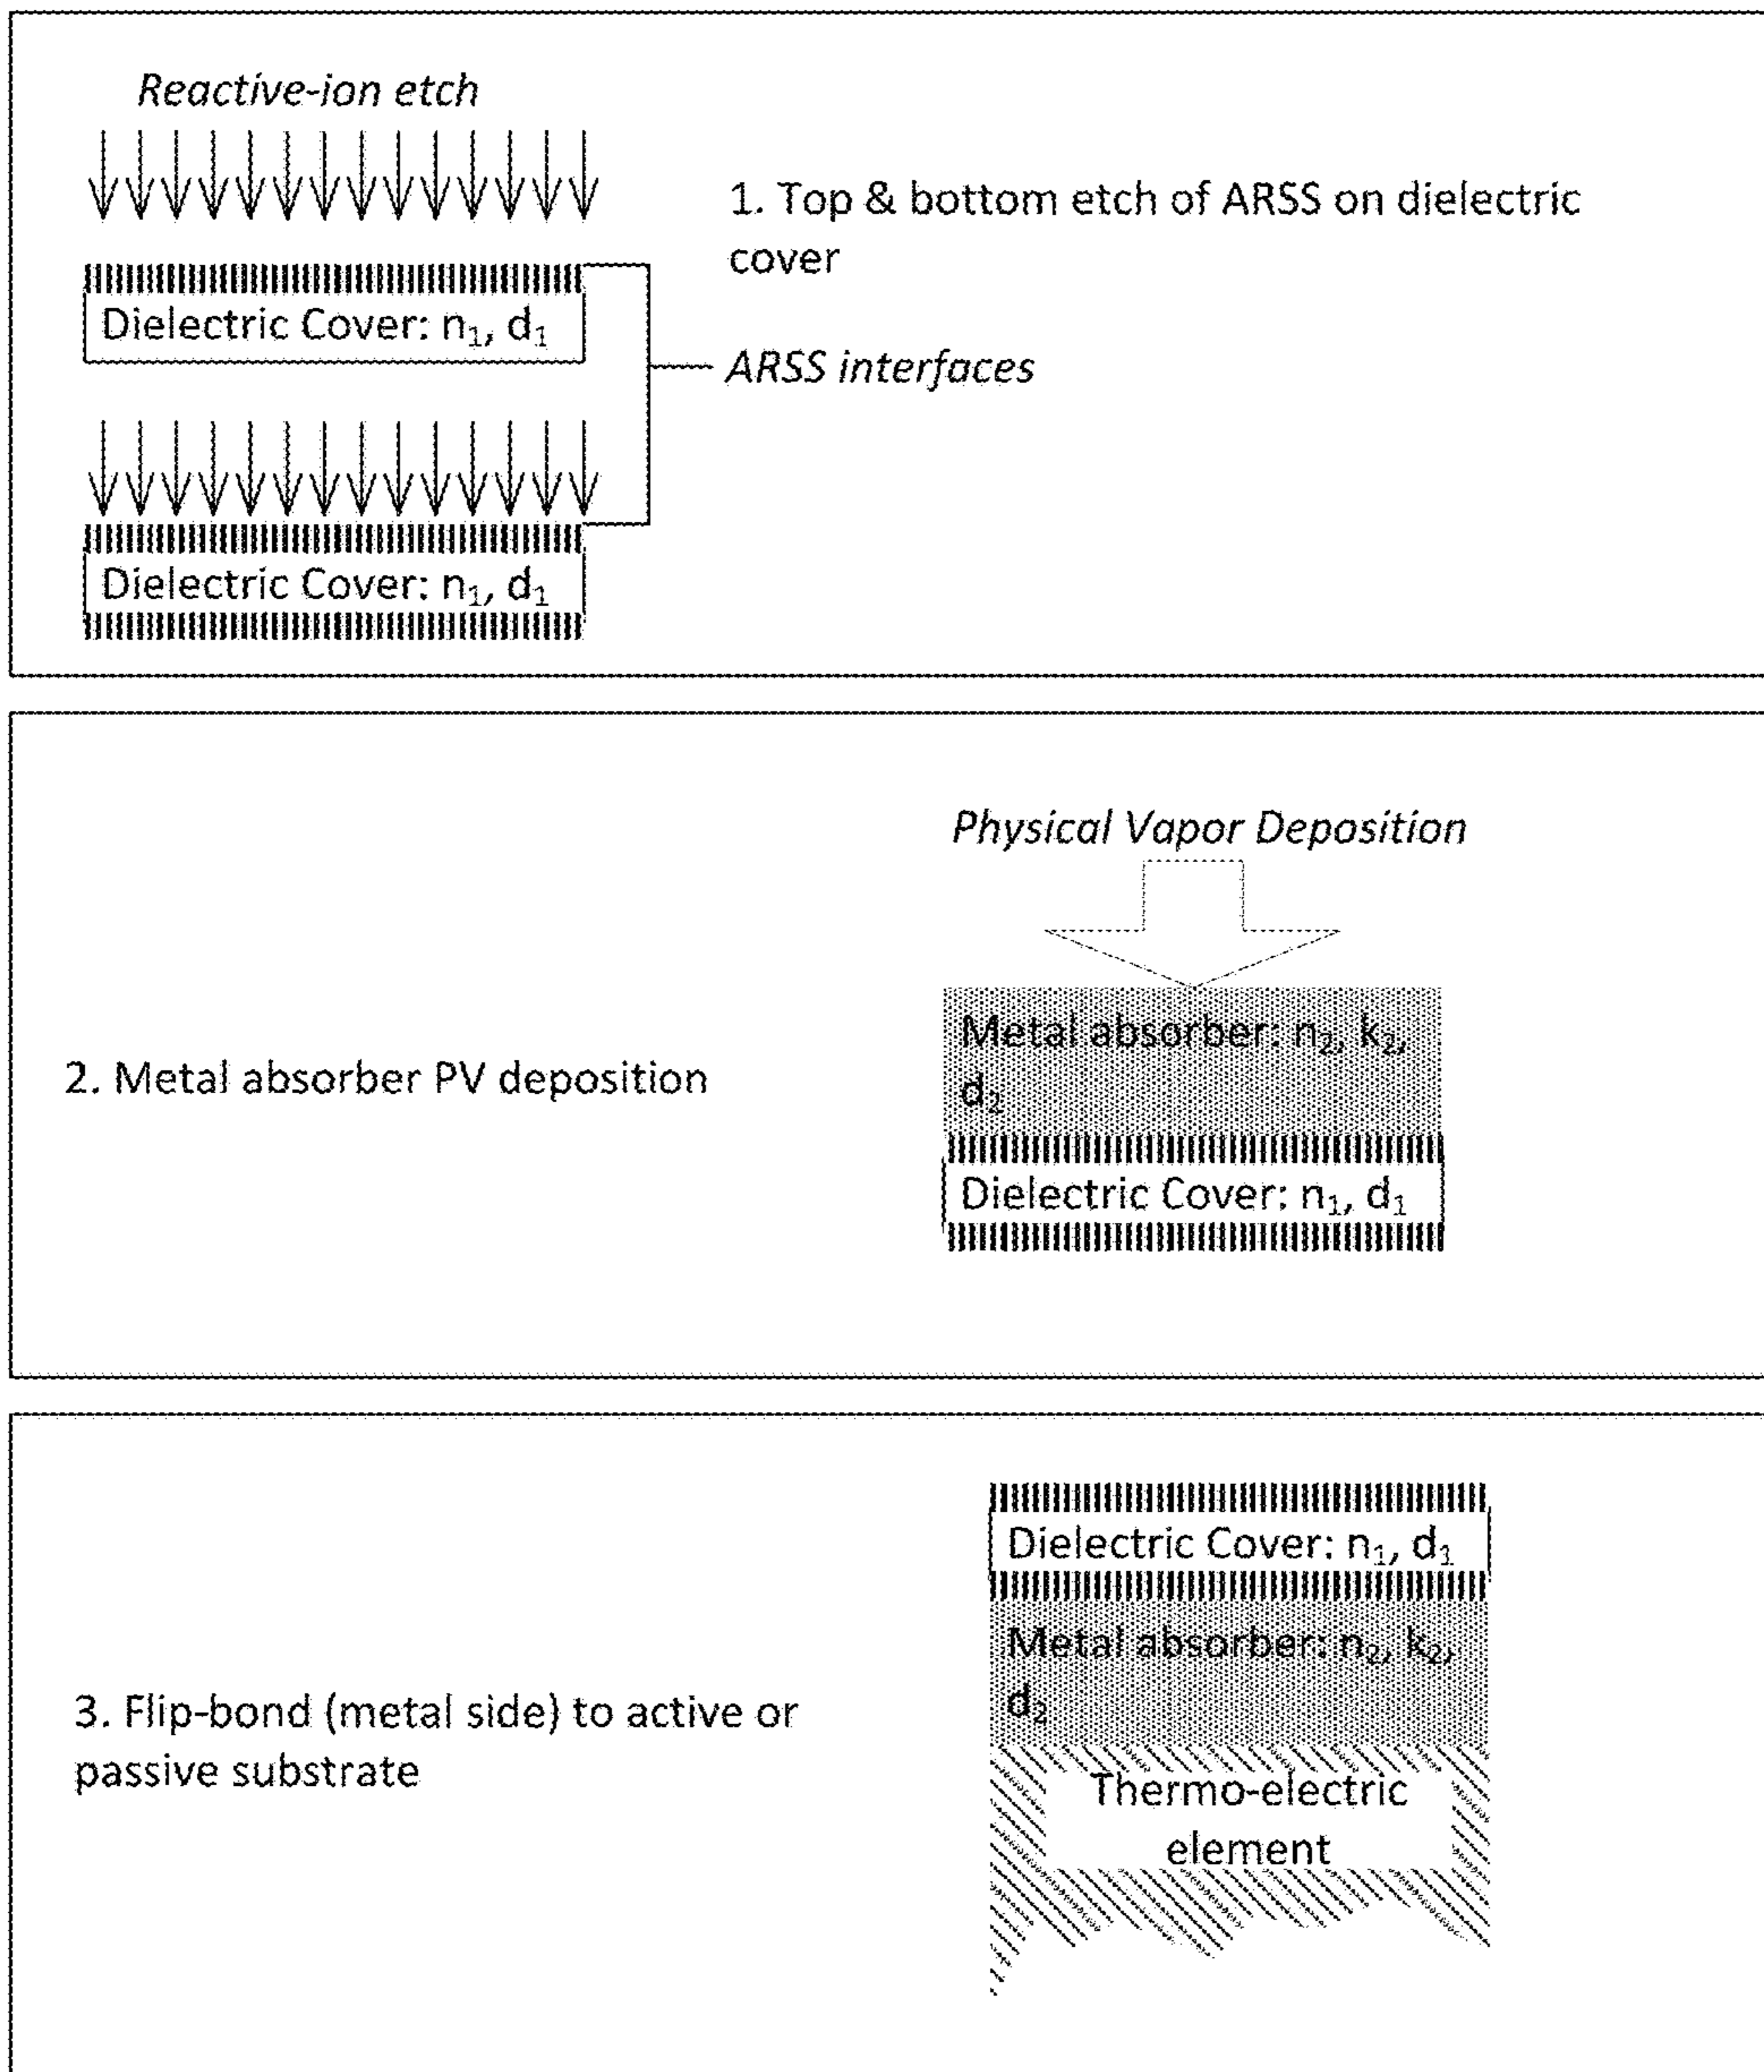 Reactive-ion etch
1. Top & bottom etch of ARSS on dielectric
cover
Dielectric Cover: n₁, d₁
ARSS interfaces
Dielectric Cover: n₁, d₁
Physical Vapor Deposition
Metal absorber: n₂, k₂,
d₂
2. Metal absorber PV deposition
Dielectric Cover: n₁, d₁
Dielectric Cover: n₁, d₁
Metal absorber: n₂, k₂,
d₂
3. Flip-bond (metal side) to active or
passive substrate
Thermo-electric
element